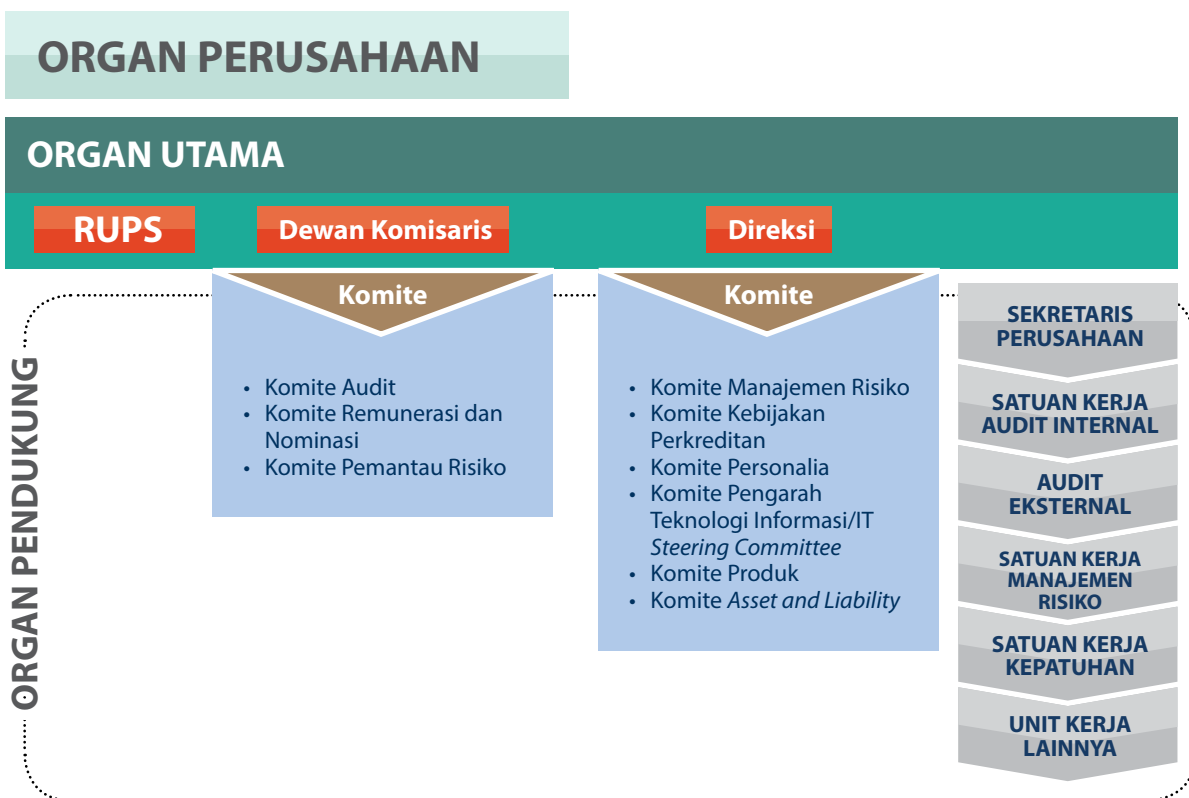 ORGAN PERUSAHAAN
ORGAN UTAMA
RUPS
Dewan Komisaris
Direksi
ORGAN PENDUKUNG
Komite
• Komite Audit
• Komite Remunerasi dan
Nominasi
• Komite Pemantau Risiko
Komite
• Komite Manajemen Risiko
• Komite Kebijakan
Perkreditan
• Komite Personalia
• Komite Pengarah
Teknologi Informasi/IT
Steering Committee
• Komite Produk
• Komite Asset and Liability
SEKRETARIS
PERUSAHAAN
SATUAN KERJA
AUDIT INTERNAL
AUDIT
EKSTERNAL
SATUAN KERJA
MANAJEMEN
RISIKO
SATUAN KERJA
KEPATUHAN
UNIT KERJA
LAINNYA